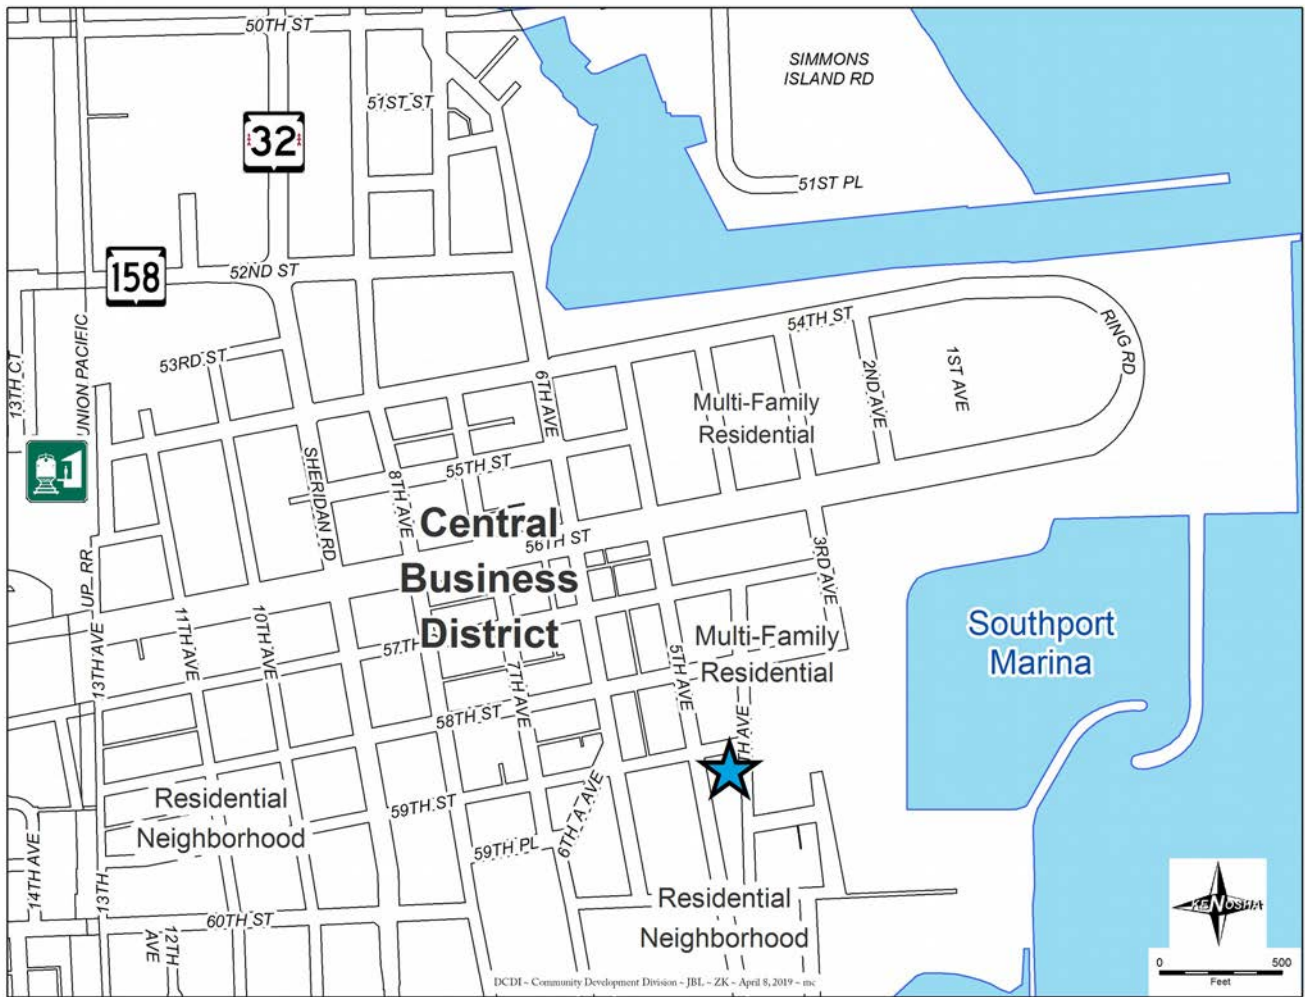 50TH ST
SIMMONS
ISLAND RD
51ST ST
32
51ST PL
158
52ND ST
54TH ST
RING RD
UNION PACIFIC
13TH CT
53RD ST
6TH AVE
2ND AVE
1ST AVE
Multi-Family
Residential
SHERIDAN RD
8TH AVE
55TH ST
Central
Business
District
56TH ST
3RD AVE
UP RR
13TH AVE
11TH AVE
10TH AVE
57TH
7TH AVE
5TH AVE
Multi-Family
Residential
Southport
Marina
58TH ST
TH AVE
Residential
Neighborhood
59TH ST
6TH A AVE
59TH PL
14TH AVE
13TH
60TH ST
12TH
AVE
Residential
Neighborhood
KENOSHA
0 500
Feet
DCDI ~ Community Development Division ~ JBL ~ ZK ~ April 8, 2019 ~ mc